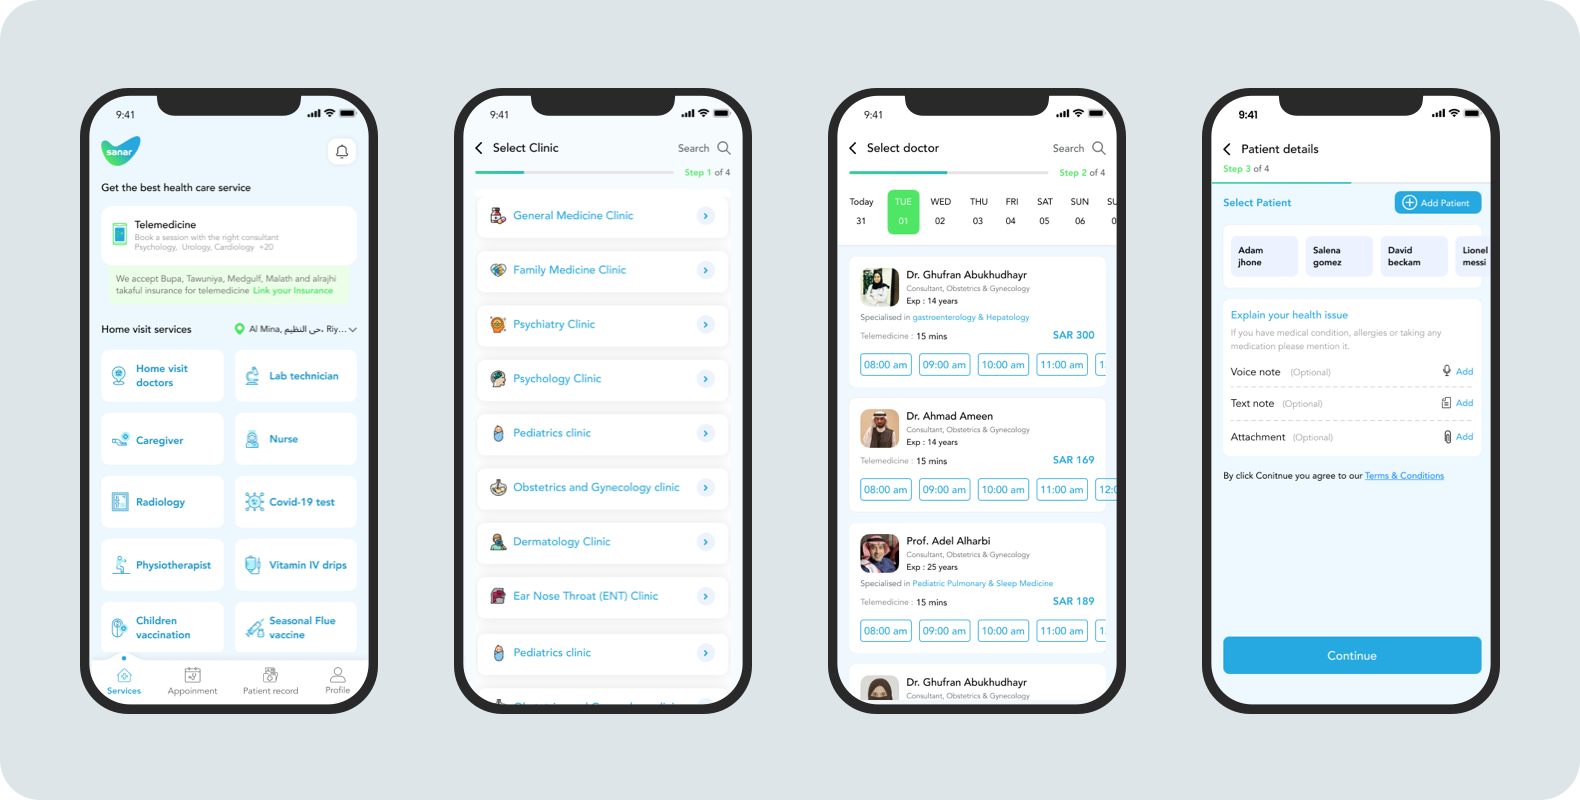 9:41
sanar
Get the best health care service
Telemedicine
Book a session with the right consultant
Psychology, Urology, Cardiology +20
We accept Bupa, Tawuniya, Medgulf, Malath and alrajhi
takaful insurance for telemedicine Link your Insurance
Home visit services
Al Mina, حي النظيم, Riy...
Home visit
doctors
Lab technician
Caregiver
Nurse
Radiology
Covid-19 test
Physiotherapist
Vitamin IV drips
Children
vaccination
Seasonal Flue
vaccine
Services
Appoinment
Patient record
Profile
9:41
Select Clinic
Search
Step 1 of 4
General Medicine Clinic
Family Medicine Clinic
Psychiatry Clinic
Psychology Clinic
Pediatrics clinic
Obstetrics and Gynecology clinic
Dermatology Clinic
Ear Nose Throat (ENT) Clinic
Pediatrics clinic
9:41
Select doctor
Search
Step 2 of 4
Today TUE WED THU FRI SAT SUN SU
31 01 02 03 04 05 06 0
Dr. Ghufran Abukhudhayr
Consultant, Obstetrics & Gynecology
Exp : 14 years
Specialised in gastroenterology & Hepatology
Telemedicine : 15 mins SAR 300
08:00 am 09:00 am 10:00 am 11:00 am 1
Dr. Ahmad Ameen
Consultant, Obstetrics & Gynecology
Exp : 14 years
Telemedicine : 15 mins SAR 169
08:00 am 09:00 am 10:00 am 11:00 am 12:0
Prof. Adel Alharbi
Consultant, Obstetrics & Gynecology
Exp : 25 years
Specialised in Pediatric Pulmonary & Sleep Medicine
Telemedicine : 15 mins SAR 189
08:00 am 09:00 am 10:00 am 11:00 am 1
Dr. Ghufran Abukhudhayr
Consultant, Obstetrics & Gynecology
9:41
Patient details
Step 3 of 4
Select Patient
Add Patient
Adam
jhone
Salena
gomez
David
beckam
Lionel
messi
Explain your health issue
If you have medical condition, allergies or taking any
medication please mention it.
Voice note (Optional) Add
Text note (Optional) Add
Attachment (Optional) Add
By click Conitnue you agree to our Terms & Conditions
Continue